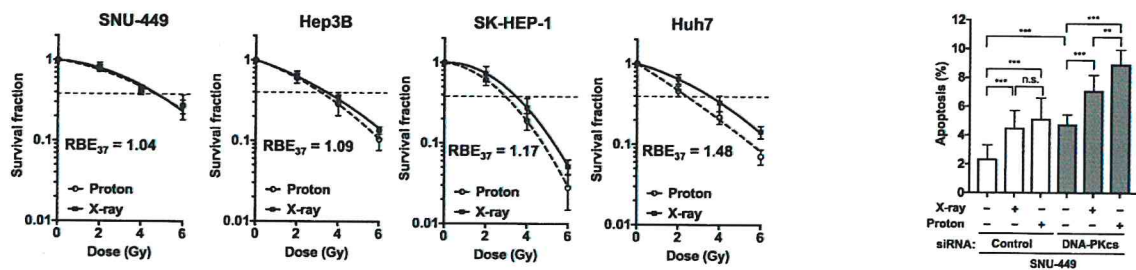 SNU-449
Survival fraction
1
0.1
0.01
RBE37 = 1.04
Proton
X-ray
0 2 4 6
Dose (Gy)
Hep3B
Survival fraction
1
0.1
0.01
RBE37 = 1.09
Proton
X-ray
0 2 4 6
Dose (Gy)
SK-HEP-1
Survival fraction
1
0.1
0.01
RBE37 = 1.17
Proton
X-ray
0 2 4 6
Dose (Gy)
Huh7
Survival fraction
1
0.1
0.01
RBE37 = 1.48
Proton
X-ray
0 2 4 6
Dose (Gy)
Apoptosis (%)
12
10
8
6
4
2
0
***
*** **
***
***
*** n.s.
X-ray - + - - + -
Proton - - + - - +
siRNA: Control DNA-PKcs
SNU-449